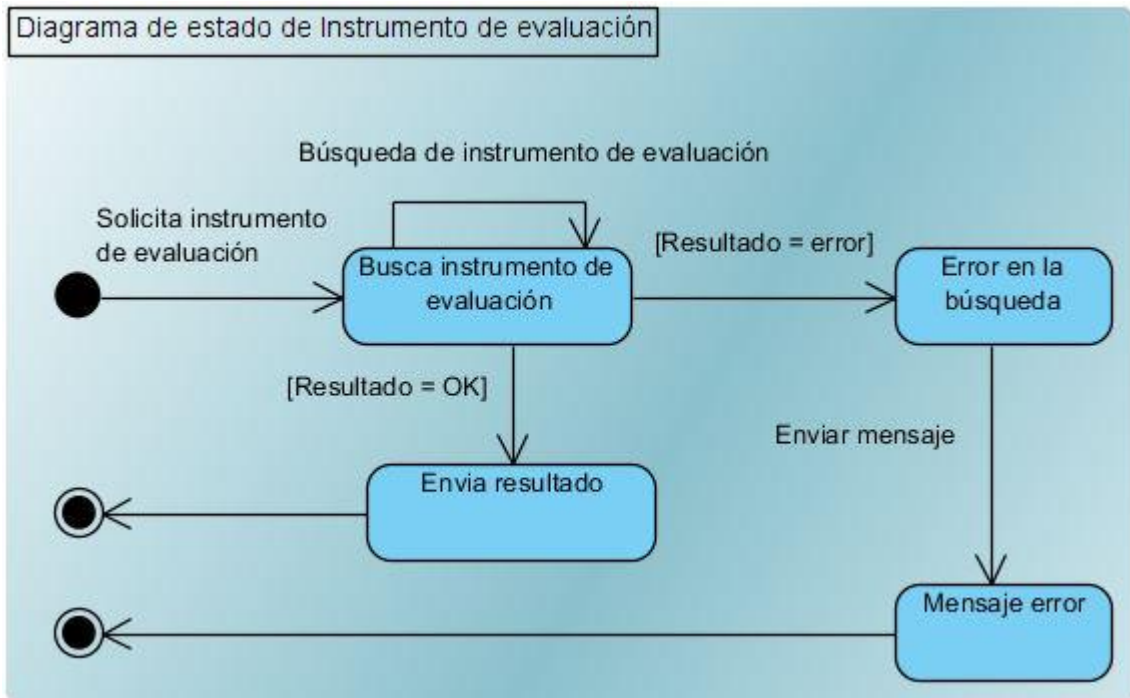 Diagrama de estado de Instrumento de evaluación
Búsqueda de instrumento de evaluación
Solicita instrumento
de evaluación
Busca instrumento de
evaluación
[Resultado = error]
Error en la
búsqueda
[Resultado = OK]
Enviar mensaje
Envia resultado
Mensaje error